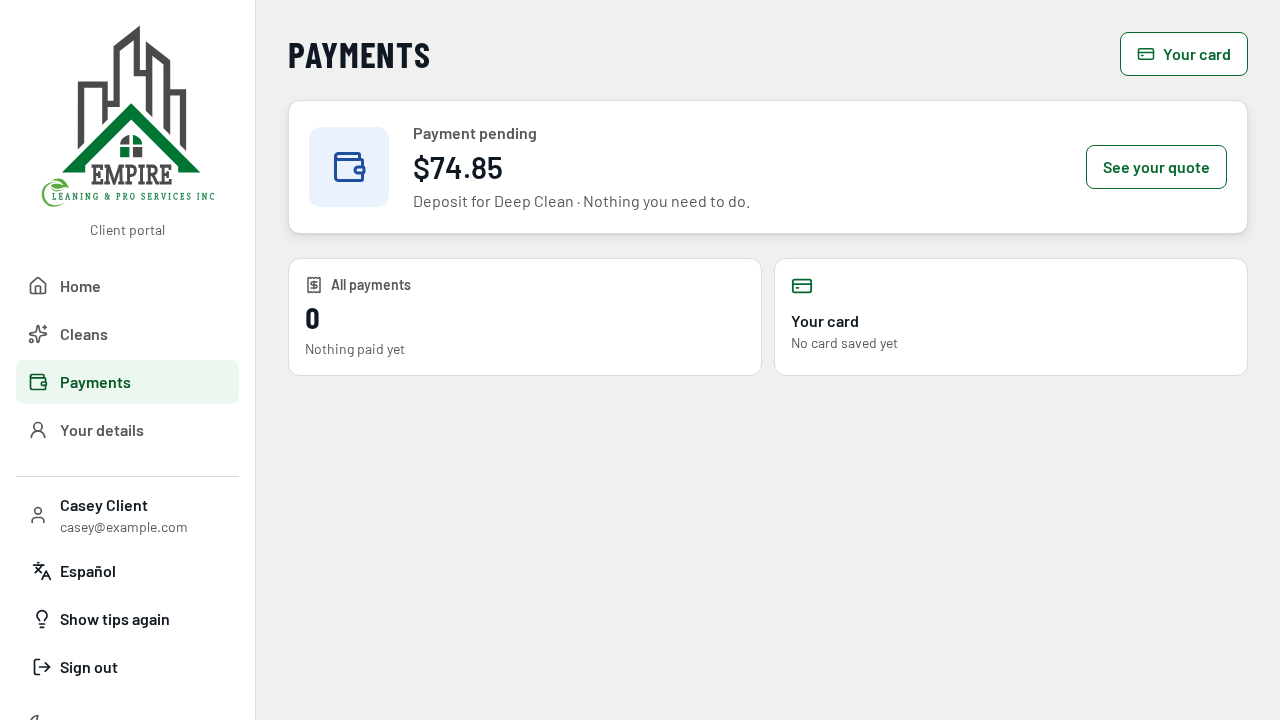 EMPIRE
LEANING & PRO SERVICES INC
Client portal
Home
Cleans
Payments
Your details
Casey Client
casey@example.com
Español
Show tips again
Sign out
PAYMENTS
Your card
Payment pending
$74.85
Deposit for Deep Clean · Nothing you need to do.
See your quote
All payments
0
Nothing paid yet
Your card
No card saved yet